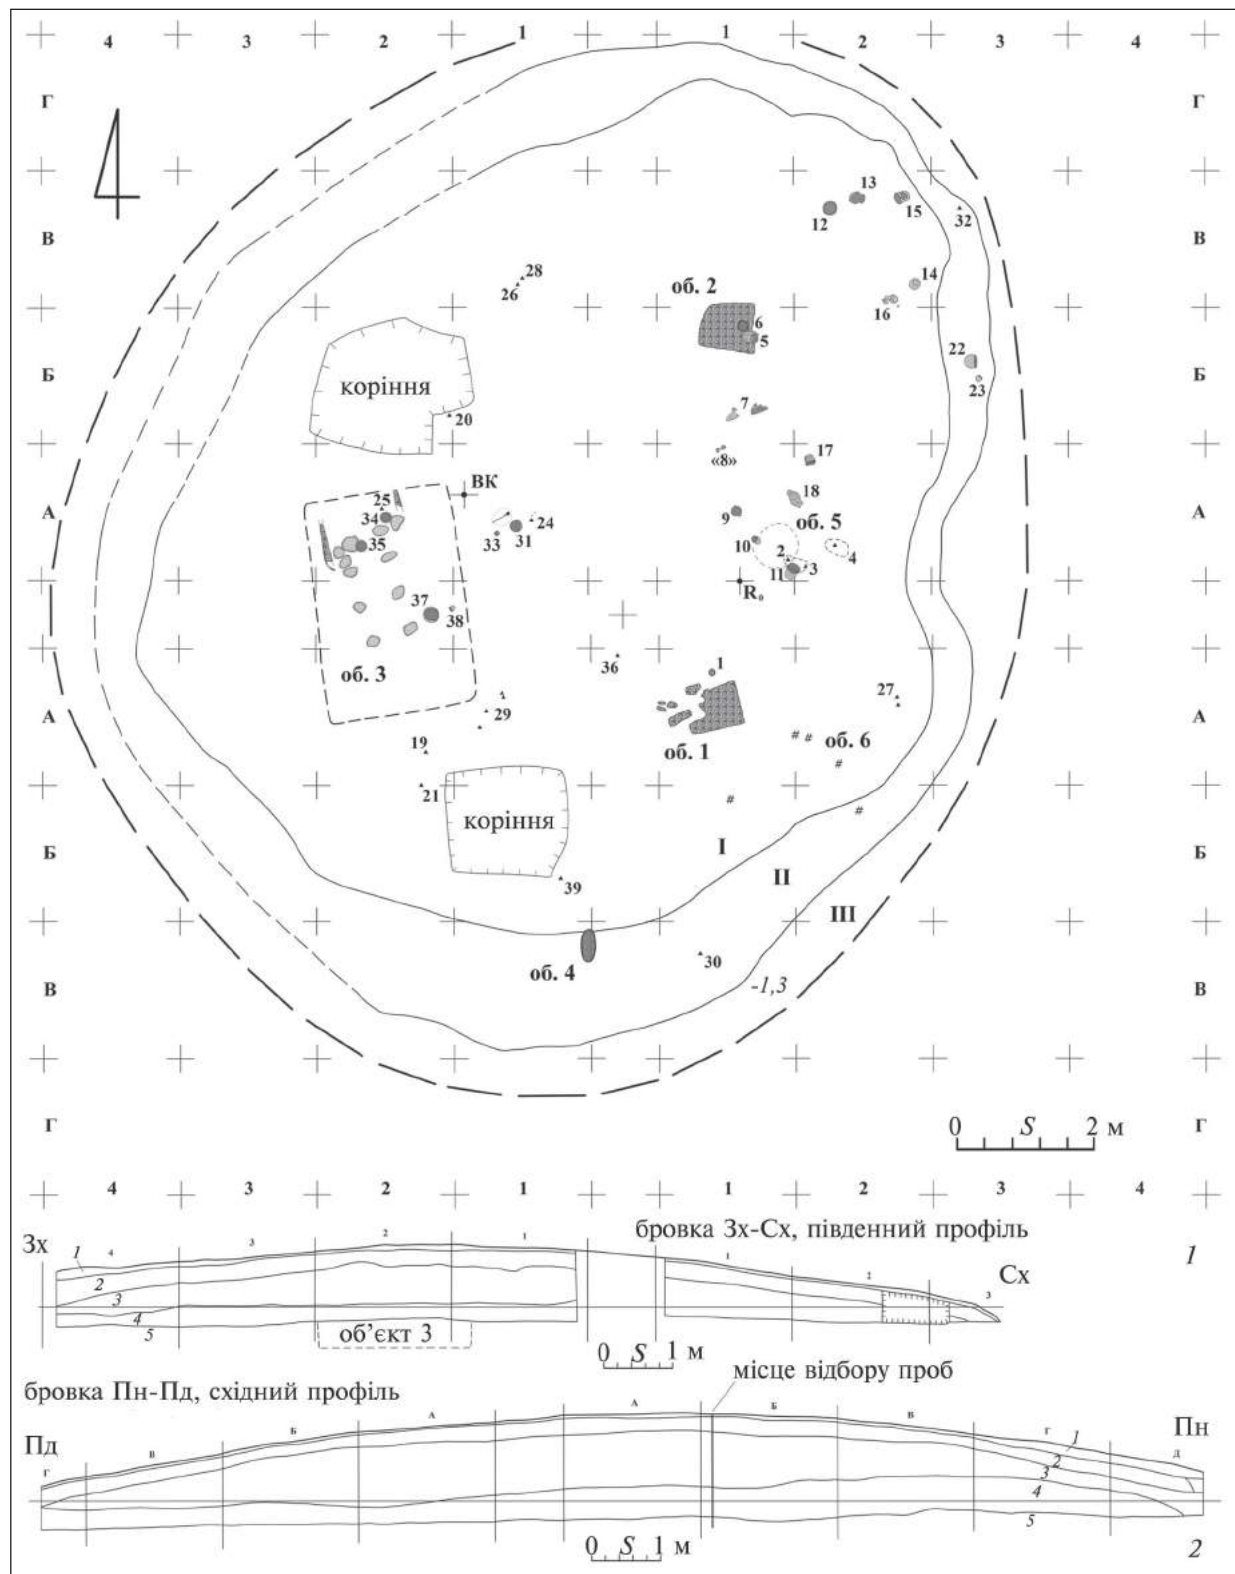 4 3 2 1 1 2 3 4
Г Г
13
12 15 32
В В
28 14
26 об. 2
16
6
5 22
Б коріння Б
23
7
20
17
«8»
ВК 18
25
А 34 24 9 об. 5 А
33 31
35 10 4
2
3
11
R₀
37
38
36 1
об. 3 27
29
А А
19 об. 1 об. 6
# #
#
21
# #
коріння
Б I Б
II
39
III
30
об. 4
В -1,3 В
0 S 2 м
Г Г
4 3 2 1 1 2 3 4
бровка Зх-Сх, південний профіль
Зх 1 4 3 2 1 1 2 3 Сх 1
2
3
4
5 об’єкт 3
0 S 1 м
місце відбору проб
бровка Пн-Пд, східний профіль
Пд Г В Б А А Б В Г Д Пн
1
2
3
4
5
0 S 1 м
2